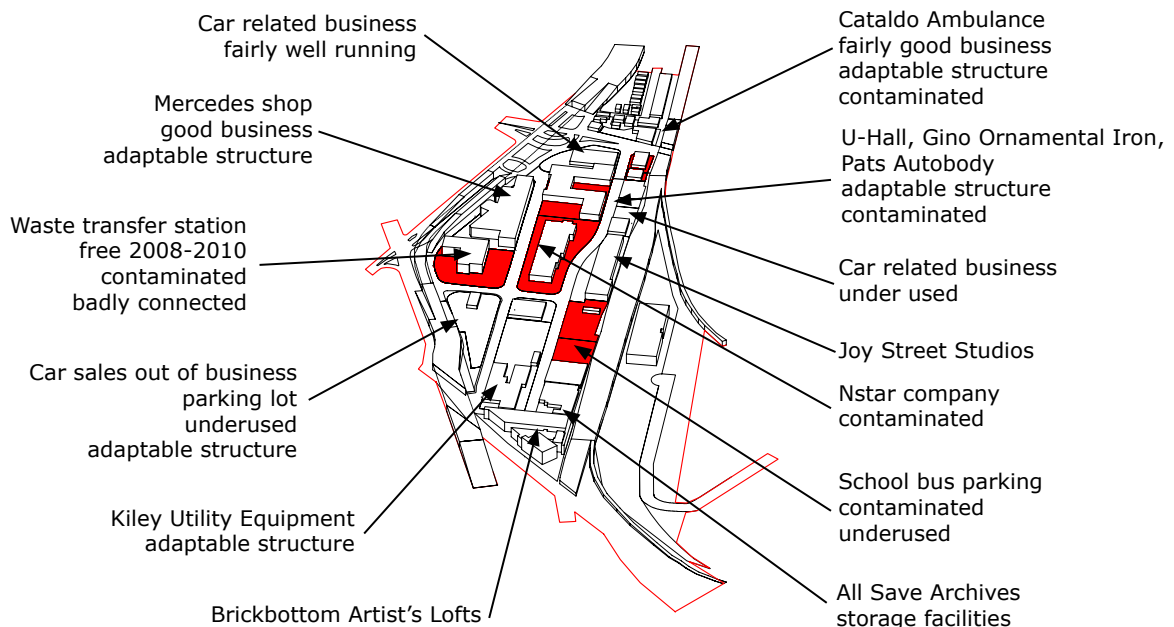 Car related business
fairly well running
Mercedes shop
good business
adaptable structure
Waste transfer station
free 2008-2010
contaminated
badly connected
Car sales out of business
parking lot
underused
adaptable structure
Kiley Utility Equipment
adaptable structure
Brickbottom Artist's Lofts
Cataldo Ambulance
fairly good business
adaptable structure
contaminated
U-Hall, Gino Ornamental Iron,
Pats Autobody
adaptable structure
contaminated
Car related business
under used
Joy Street Studios
Nstar company
contaminated
School bus parking
contaminated
underused
All Save Archives
storage facilities